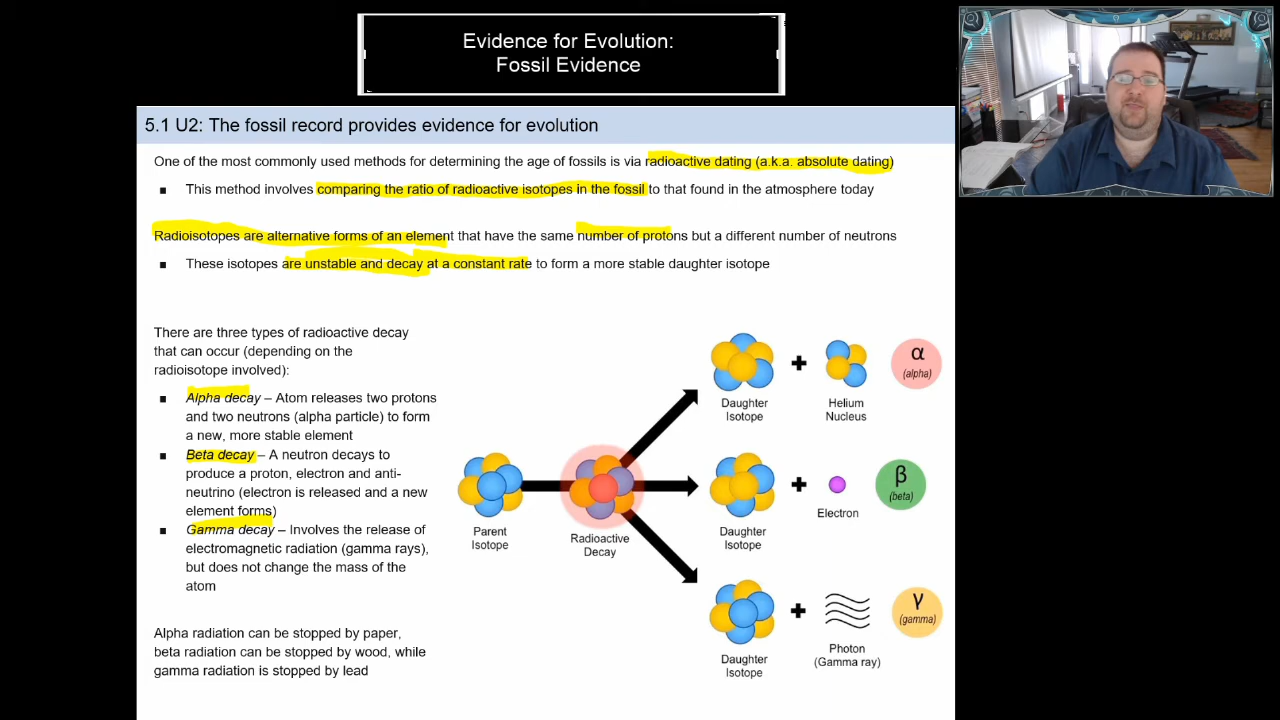 Evidence for Evolution:
Fossil Evidence
5.1 U2: The fossil record provides evidence for evolution
One of the most commonly used methods for determining the age of fossils is via radioactive dating (a.k.a. absolute dating)
■ This method involves comparing the ratio of radioactive isotopes in the fossil to that found in the atmosphere today
Radioisotopes are alternative forms of an element that have the same number of protons but a different number of neutrons
■ These isotopes are unstable and decay at a constant rate to form a more stable daughter isotope
There are three types of radioactive decay
that can occur (depending on the
radioisotope involved):
■ Alpha decay – Atom releases two protons
and two neutrons (alpha particle) to form
a new, more stable element
■ Beta decay – A neutron decays to
produce a proton, electron and anti-
neutrino (electron is released and a new
element forms)
■ Gamma decay – Involves the release of
electromagnetic radiation (gamma rays),
but does not change the mass of the
atom
Alpha radiation can be stopped by paper,
beta radiation can be stopped by wood, while
gamma radiation is stopped by lead
Parent
Isotope
Radioactive
Decay
+
α
(alpha)
Daughter
Isotope
Helium
Nucleus
+
β
(beta)
Electron
Daughter
Isotope
+
γ
(gamma)
Daughter
Isotope
Photon
(Gamma ray)